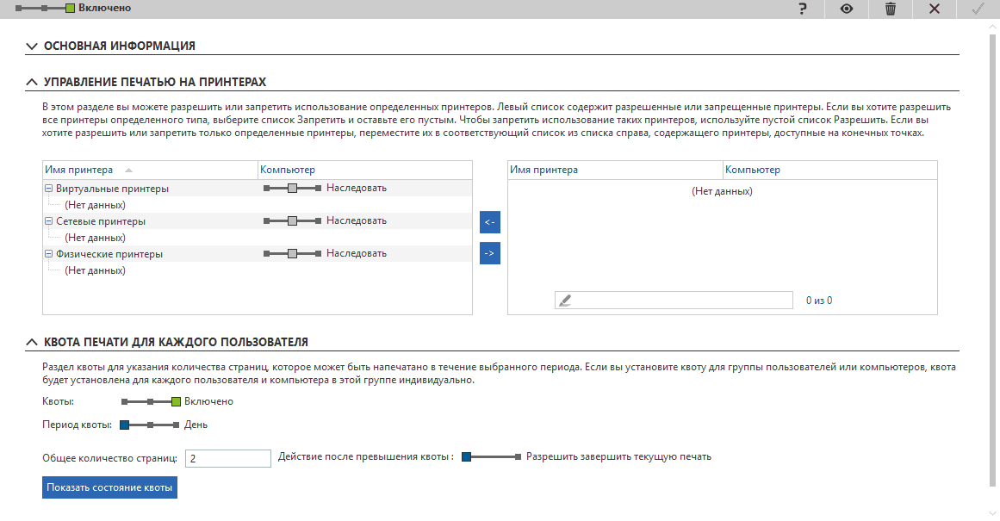 Включено
?
ОСНОВНАЯ ИНФОРМАЦИЯ
УПРАВЛЕНИЕ ПЕЧАТЬЮ НА ПРИНТЕРАХ
В этом разделе вы можете разрешить или запретить использование определенных принтеров. Левый список содержит разрешенные или запрещенные принтеры. Если вы хотите разрешить
все принтеры определенного типа, выберите список Запретить и оставьте его пустым. Чтобы запретить использование таких принтеров, используйте пустой список Разрешить. Если вы
хотите разрешить или запретить только определенные принтеры, переместите их в соответствующий список из списка справа, содержащего принтеры, доступные на конечных точках.
Имя принтера Компьютер
Виртуальные принтеры Наследовать
(Нет данных)
Сетевые принтеры Наследовать
(Нет данных)
Физические принтеры Наследовать
(Нет данных)
<-
->
Имя принтера Компьютер
(Нет данных)
0 из 0
КВОТА ПЕЧАТИ ДЛЯ КАЖДОГО ПОЛЬЗОВАТЕЛЯ
Раздел квоты для указания количества страниц, которое может быть напечатано в течение выбранного периода. Если вы установите квоту для группы пользователей или компьютеров, квота
будет установлена для каждого пользователя и компьютера в этой группе индивидуально.
Квоты: Включено
Период квоты: День
Общее количество страниц: 2 Действие после превышения квоты : Разрешить завершить текущую печать
Показать состояние квоты